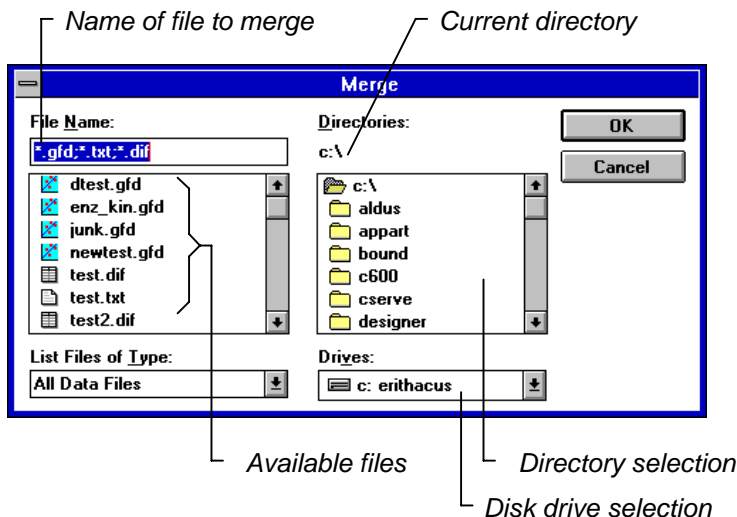 Name of file to merge
Current directory
Merge
File Name:
Directories:
OK
*.gfd;*.txt;*.dif
c:\
Cancel
dtest.gfd
enz_kin.gfd
junk.gfd
newtest.gfd
test.dif
test.txt
test2.dif
c:\
aldus
appart
bound
c600
cserve
designer
List Files of Type:
Drives:
All Data Files
c: erithacus
Available files
Directory selection
Disk drive selection